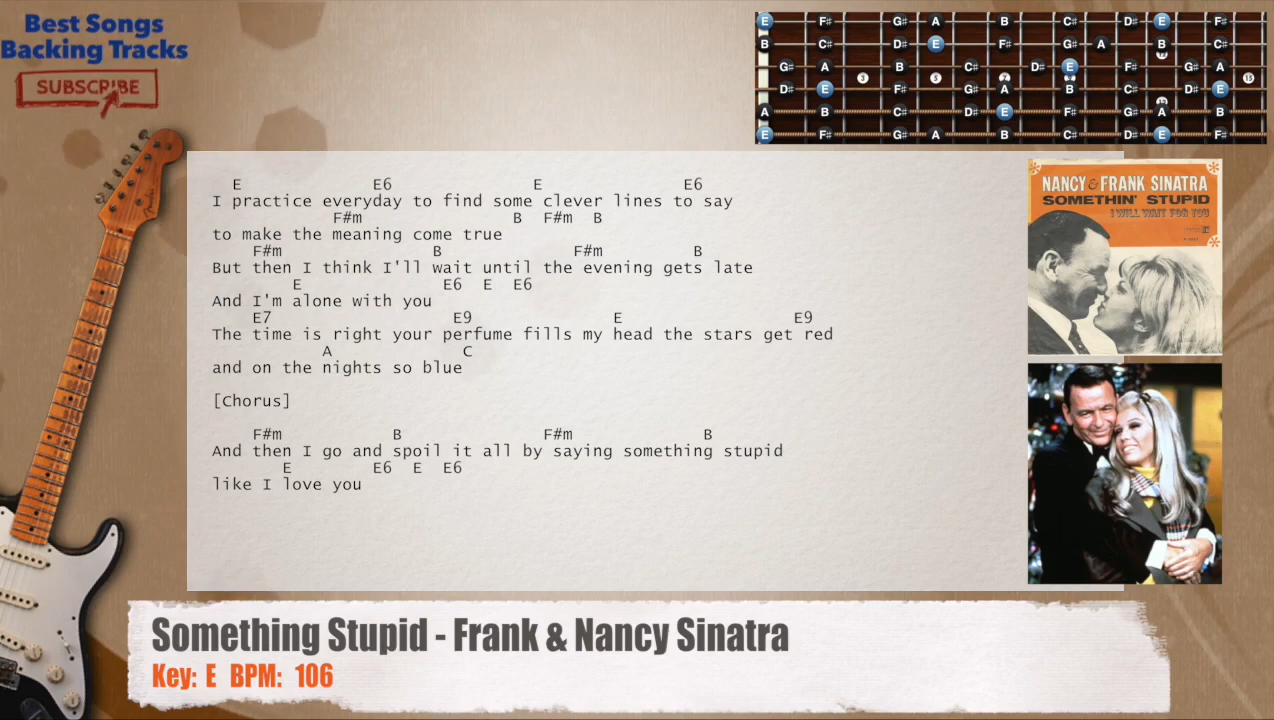 Best Songs
Backing Tracks
SUBSCRIBE
E F# G# A B C# D# E F#
B C# D# E F# G# A B C#
G# A B C# D# E F# G# A
3 5 7 15
D# E F# G# A B C# D# E
A B C# D# E F# G# A B
E F# G# A B C# D# E F#
E E6 E E6
I practice everyday to find some clever lines to say
F#m B F#m B
to make the meaning come true
F#m B F#m B
But then I think I'll wait until the evening gets late
E E6 E E6
And I'm alone with you
E7 E9 E E9
The time is right your perfume fills my head the stars get red
A C
and on the nights so blue
[Chorus]
F#m B F#m B
And then I go and spoil it all by saying something stupid
E E6 E E6
like I love you
NANCY & FRANK SINATRA
SOMETHIN' STUPID
I WILL WAIT FOR YOU
Something Stupid - Frank & Nancy Sinatra
Key: E BPM: 106